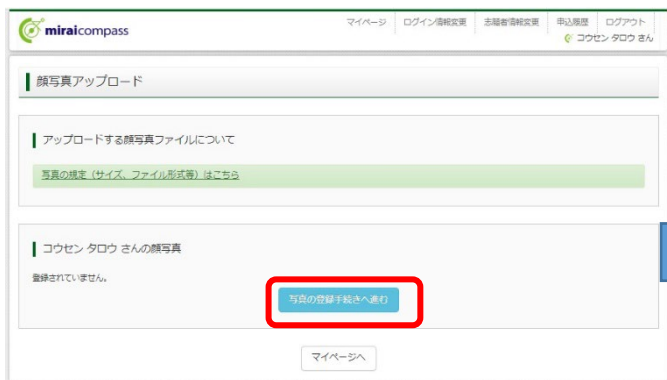 miraicompass
マイページ ログイン情報変更 志願者情報変更 申込履歴 ログアウト
コウセン タロウ さん
顔写真アップロード
アップロードする顔写真ファイルについて
写真の規定（サイズ、ファイル形式等）はこちら
コウセン タロウ さんの顔写真
登録されていません。
写真の登録手続きへ進む
マイページへ